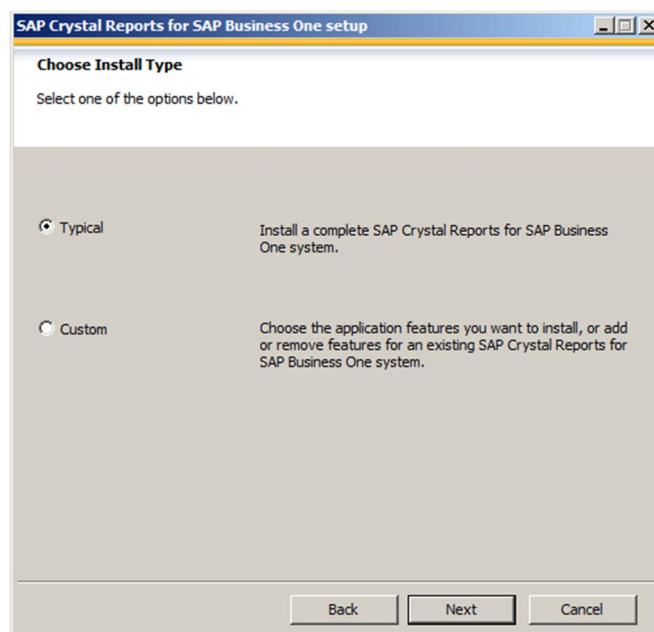 SAP Crystal Reports for SAP Business One setup
Choose Install Type
Select one of the options below.
Typical
Install a complete SAP Crystal Reports for SAP Business
One system.
Custom
Choose the application features you want to install, or add
or remove features for an existing SAP Crystal Reports for
SAP Business One system.
Back
Next
Cancel